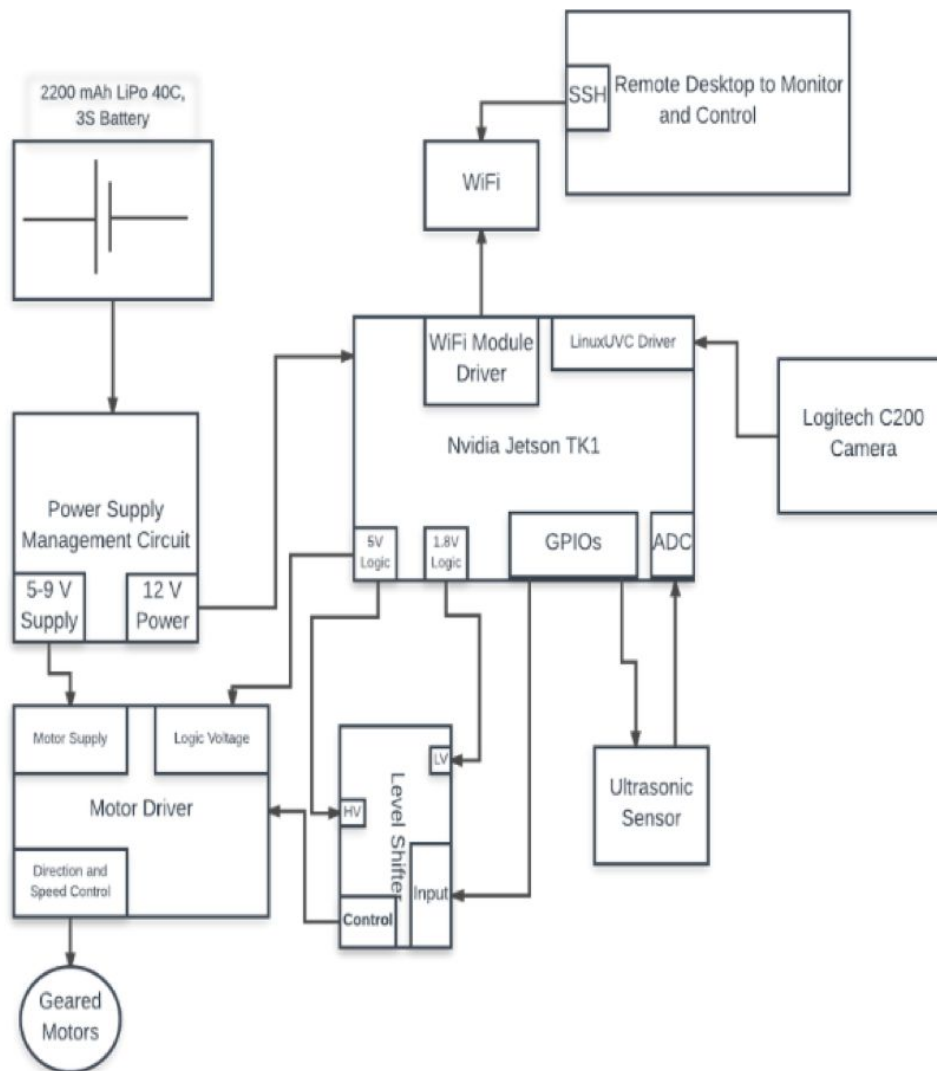 2200 mAh LiPo 40C,
3S Battery
SSH
Remote Desktop to Monitor
and Control
WiFi
WiFi Module
Driver
LinuxUVC Driver
Nvidia Jetson TK1
Logitech C200
Camera
Power Supply
Management Circuit
5-9 V
Supply
12 V
Power
5V
Logic
1.8V
Logic
GPIOs
ADC
Motor Supply
Logic Voltage
Motor Driver
Direction and
Speed Control
LV
HV
Level Shifter
Input
Control
Ultrasonic
Sensor
Geared
Motors